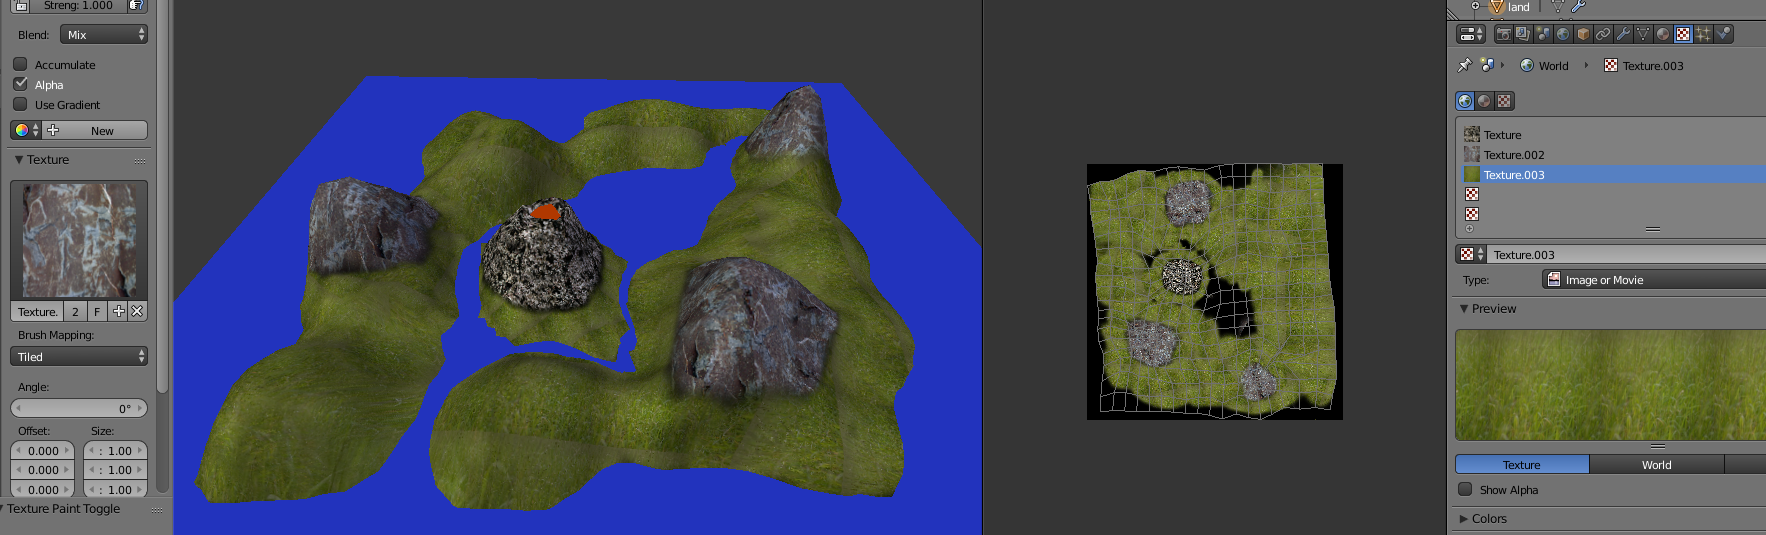 Streng: 1.000
Blend:
Mix
Accumulate
Alpha
Use Gradient
New
Texture
Texture.
2
F
Brush Mapping:
Tiled
Angle:
0°
Offset:
Size:
0.000
: 1.00
0.000
: 1.00
0.000
: 1.00
Texture Paint Toggle
land
World
Texture.003
Texture
Texture.002
Texture.003
Texture.003
Type:
Image or Movie
Preview
Texture
World
Show Alpha
Colors